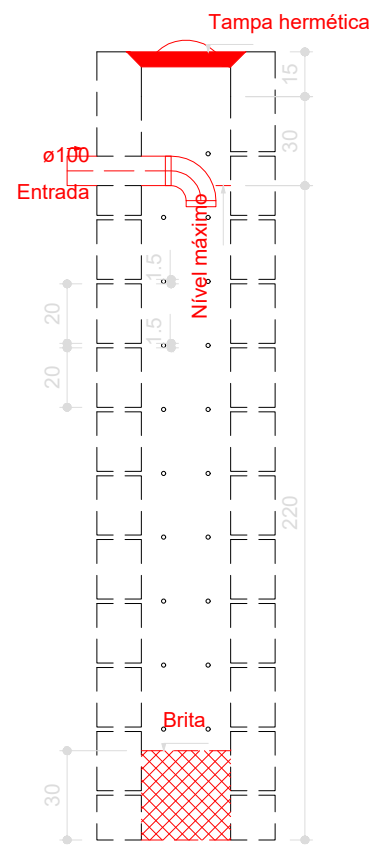 Tampa hermética
15
30
ø100
Entrada
Nível máximo
1.5
20
1.5
20
220
Brita
30